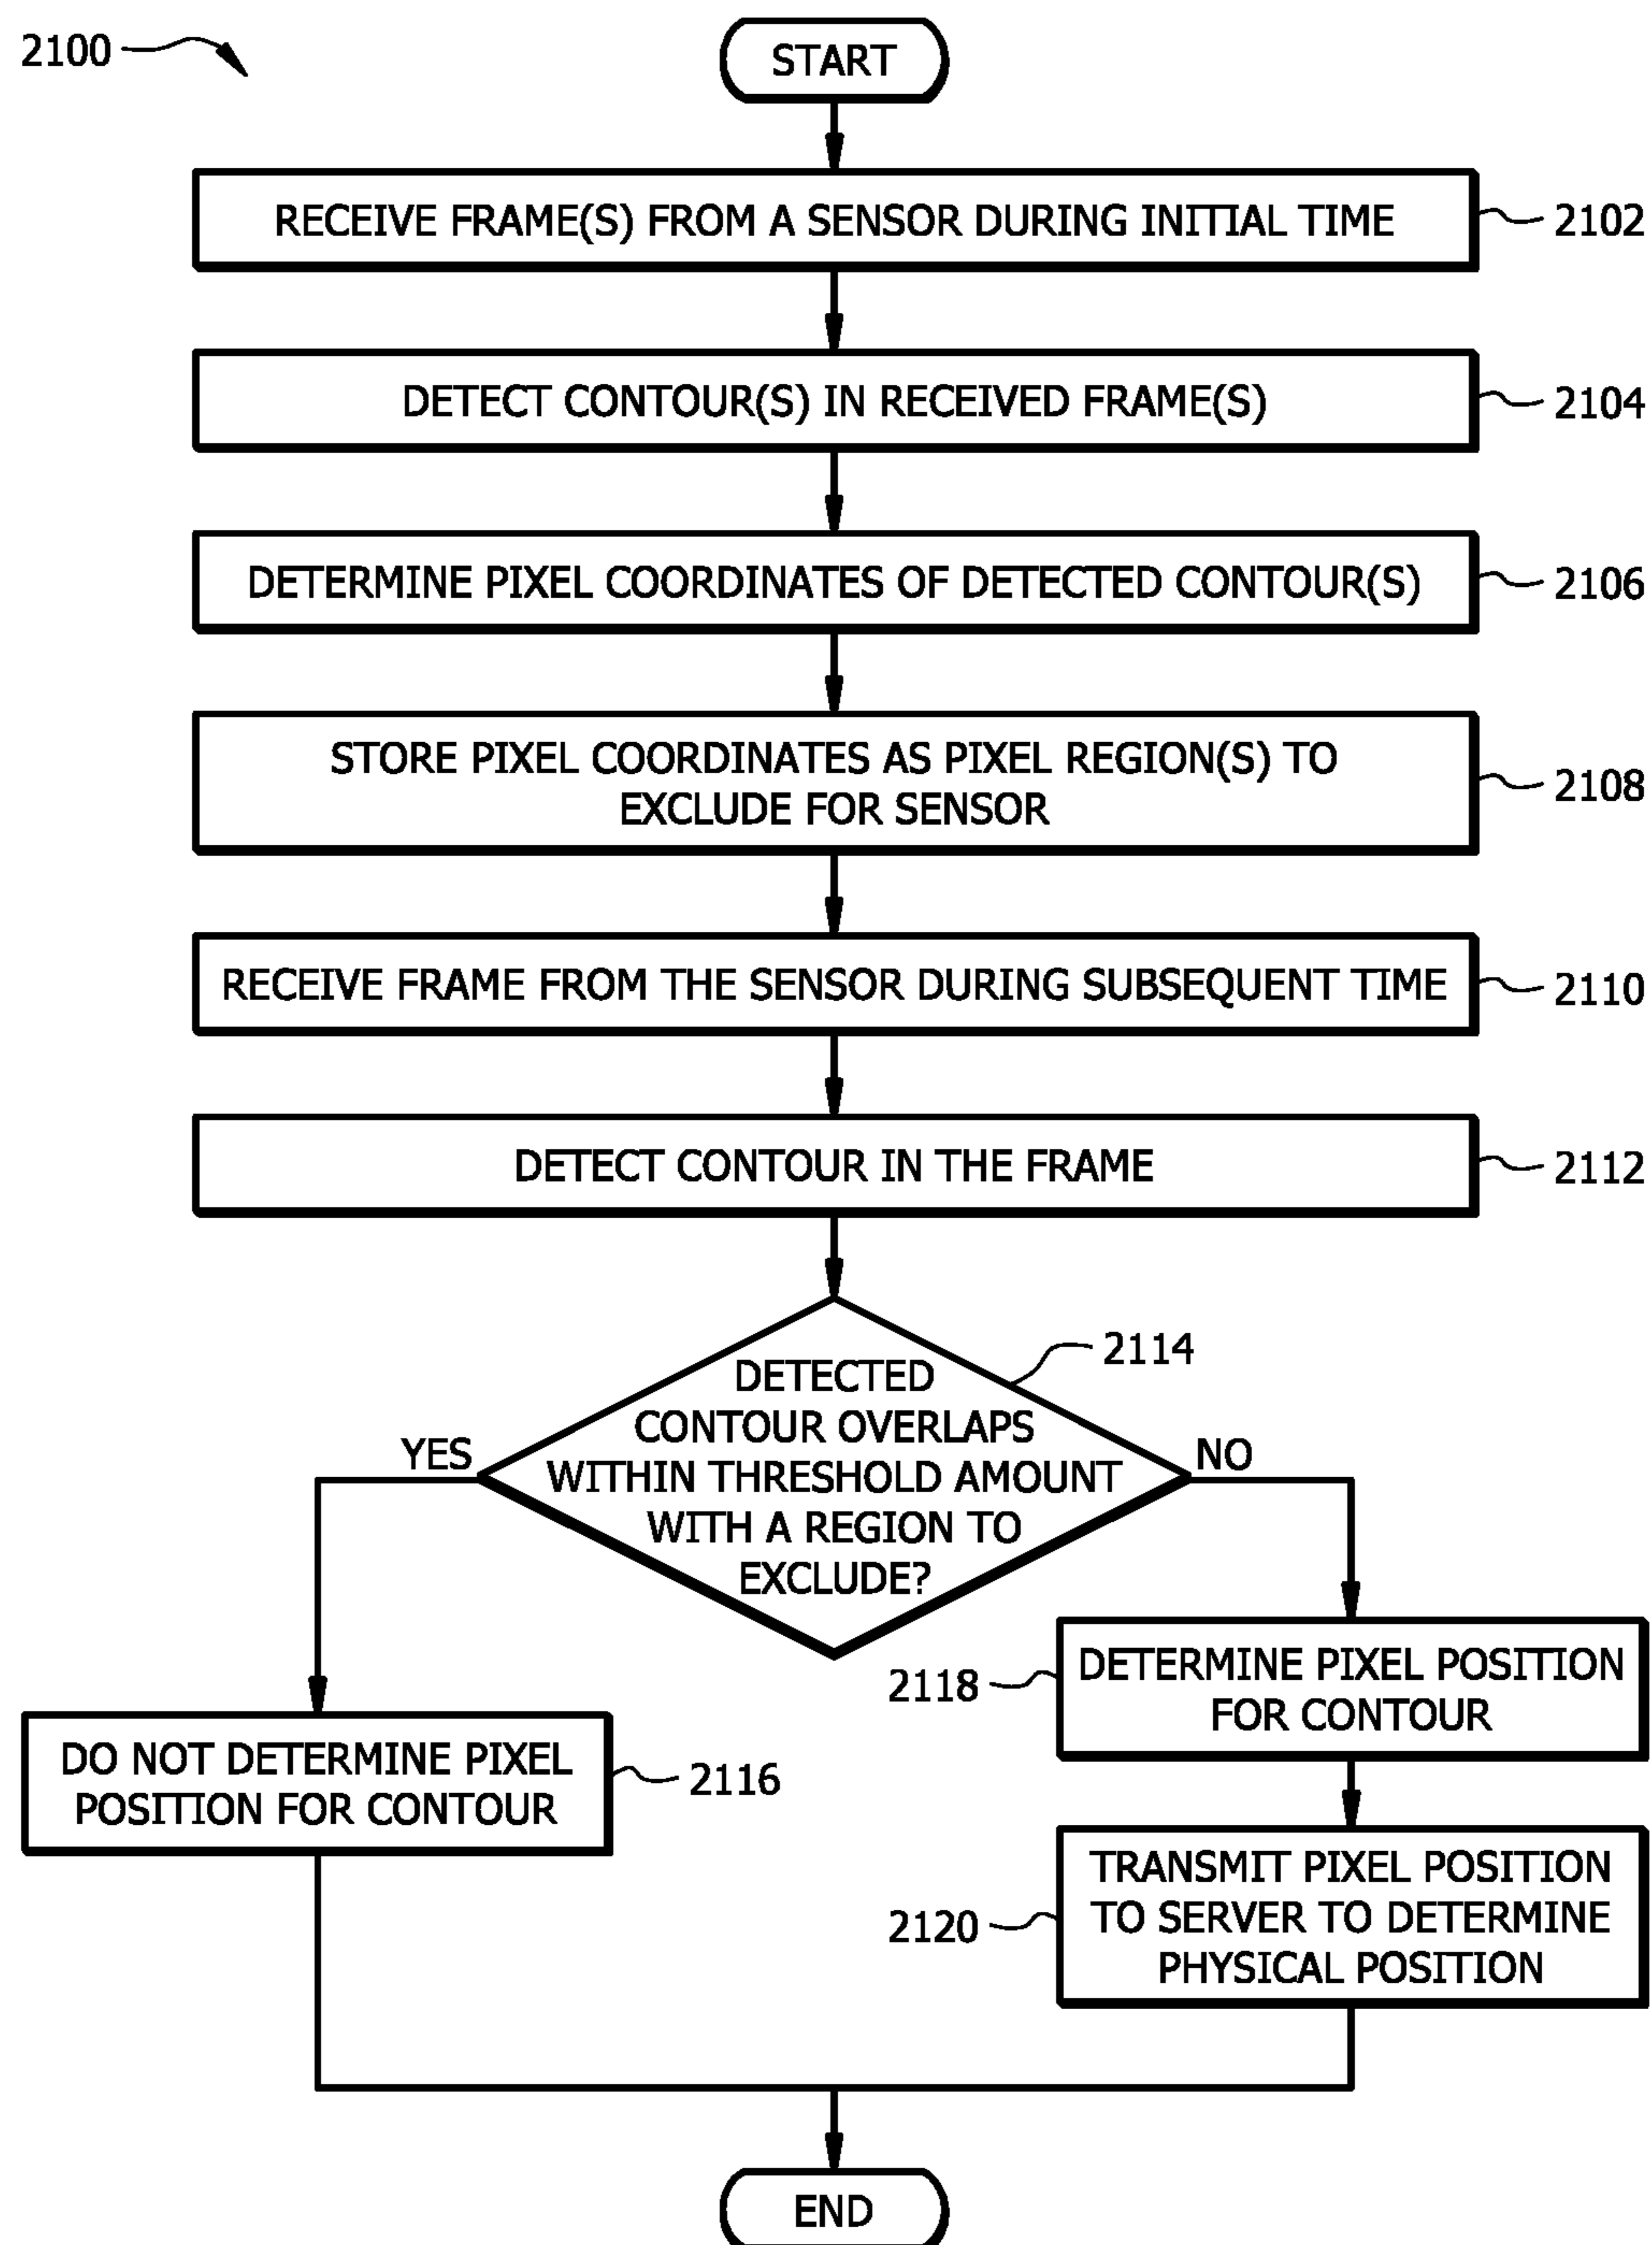 2100
START
RECEIVE FRAME(S) FROM A SENSOR DURING INITIAL TIME
2102
DETECT CONTOUR(S) IN RECEIVED FRAME(S)
2104
DETERMINE PIXEL COORDINATES OF DETECTED CONTOUR(S)
2106
STORE PIXEL COORDINATES AS PIXEL REGION(S) TO
EXCLUDE FOR SENSOR
2108
RECEIVE FRAME FROM THE SENSOR DURING SUBSEQUENT TIME
2110
DETECT CONTOUR IN THE FRAME
2112
DETECTED
CONTOUR OVERLAPS
WITHIN THRESHOLD AMOUNT
WITH A REGION TO
EXCLUDE?
2114
YES
NO
DO NOT DETERMINE PIXEL
POSITION FOR CONTOUR
2116
DETERMINE PIXEL POSITION
FOR CONTOUR
2118
TRANSMIT PIXEL POSITION
TO SERVER TO DETERMINE
PHYSICAL POSITION
2120
END